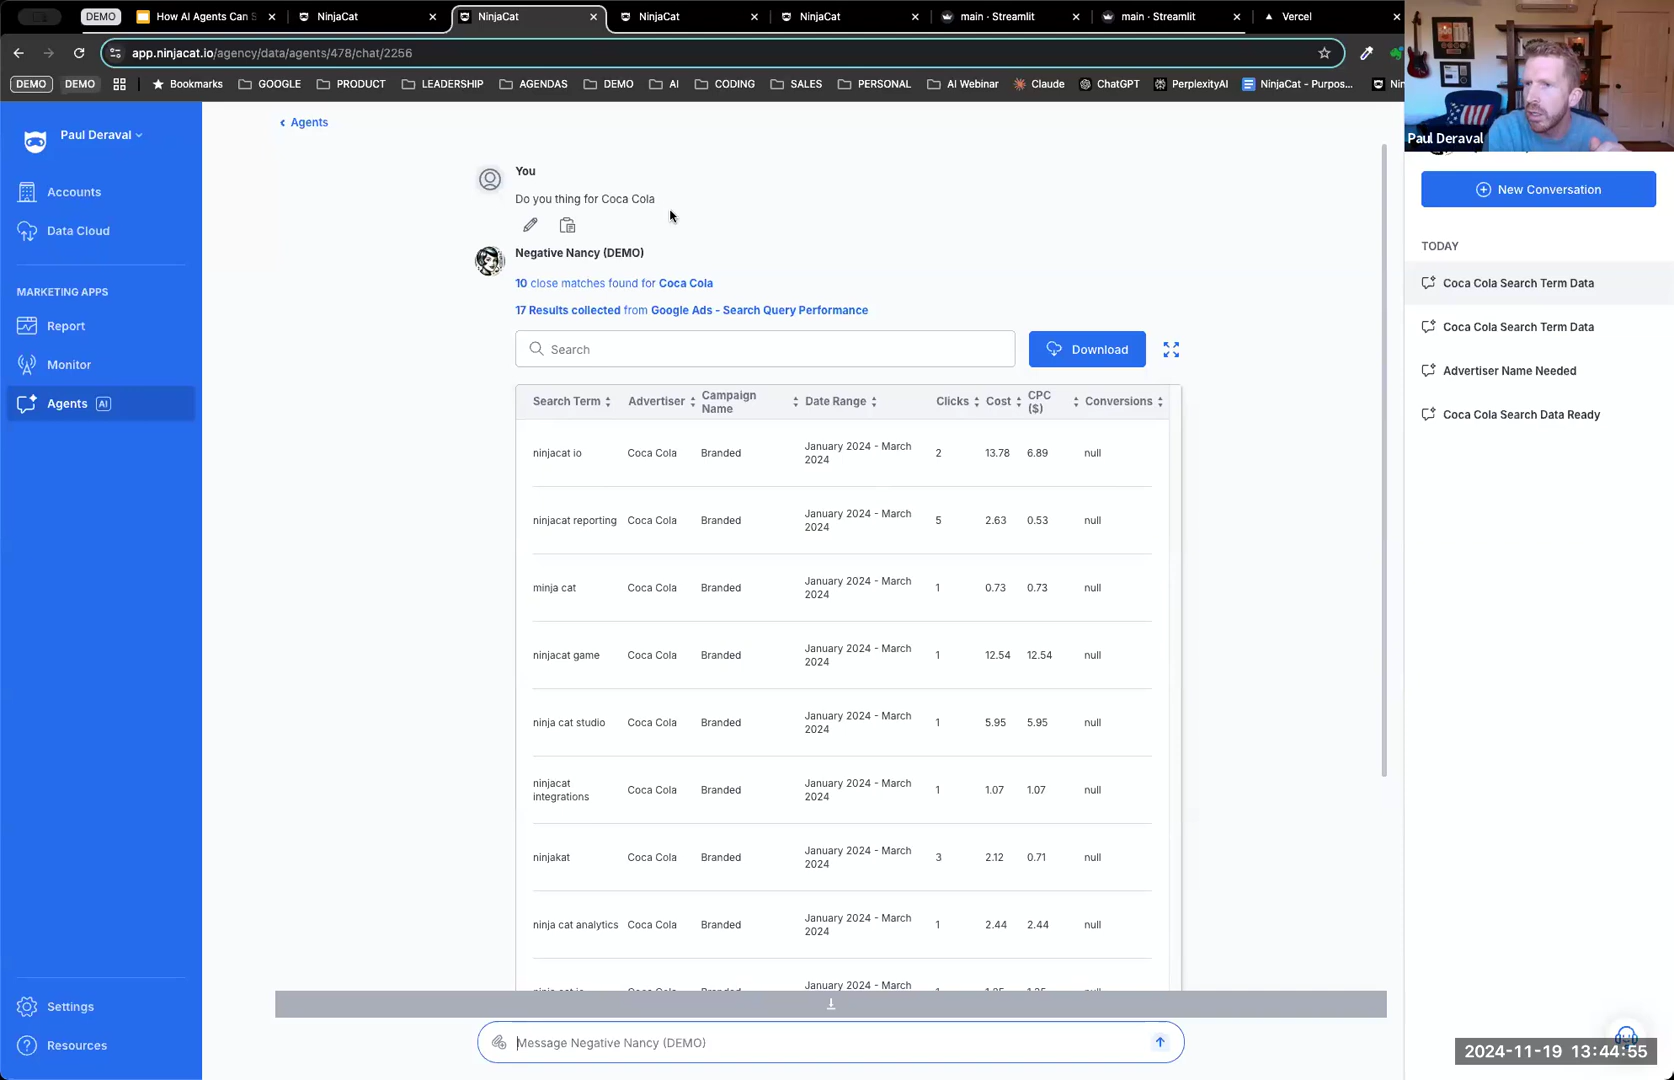 DEMO
How AI Agents Can S
NinjaCat
NinjaCat
NinjaCat
NinjaCat
main · Streamlit
main · Streamlit
Vercel
app.ninjacat.io/agency/data/agents/478/chat/2256
DEMO
DEMO
Bookmarks
GOOGLE
PRODUCT
LEADERSHIP
AGENDAS
DEMO
AI
CODING
SALES
PERSONAL
AI Webinar
Claude
ChatGPT
PerplexityAI
NinjaCat - Purpos...
Nin
Paul Deraval
Paul Deraval
Accounts
Data Cloud
MARKETING APPS
Report
Monitor
Agents AI
Settings
Resources
Agents
You
Do you thing for Coca Cola
Negative Nancy (DEMO)
10 close matches found for Coca Cola
17 Results collected from Google Ads - Search Query Performance
Search
Download
Search Term Advertiser Campaign Name Date Range Clicks Cost CPC ($) Conversions
ninjacat io Coca Cola Branded January 2024 - March 2024 2 13.78 6.89 null
ninjacat reporting Coca Cola Branded January 2024 - March 2024 5 2.63 0.53 null
minja cat Coca Cola Branded January 2024 - March 2024 1 0.73 0.73 null
ninjacat game Coca Cola Branded January 2024 - March 2024 1 12.54 12.54 null
ninja cat studio Coca Cola Branded January 2024 - March 2024 1 5.95 5.95 null
ninjacat integrations Coca Cola Branded January 2024 - March 2024 1 1.07 1.07 null
ninjakat Coca Cola Branded January 2024 - March 2024 3 2.12 0.71 null
ninja cat analytics Coca Cola Branded January 2024 - March 2024 1 2.44 2.44 null
January 2024 - March
Message Negative Nancy (DEMO)
New Conversation
TODAY
Coca Cola Search Term Data
Coca Cola Search Term Data
Advertiser Name Needed
Coca Cola Search Data Ready
2024-11-19 13:44:55